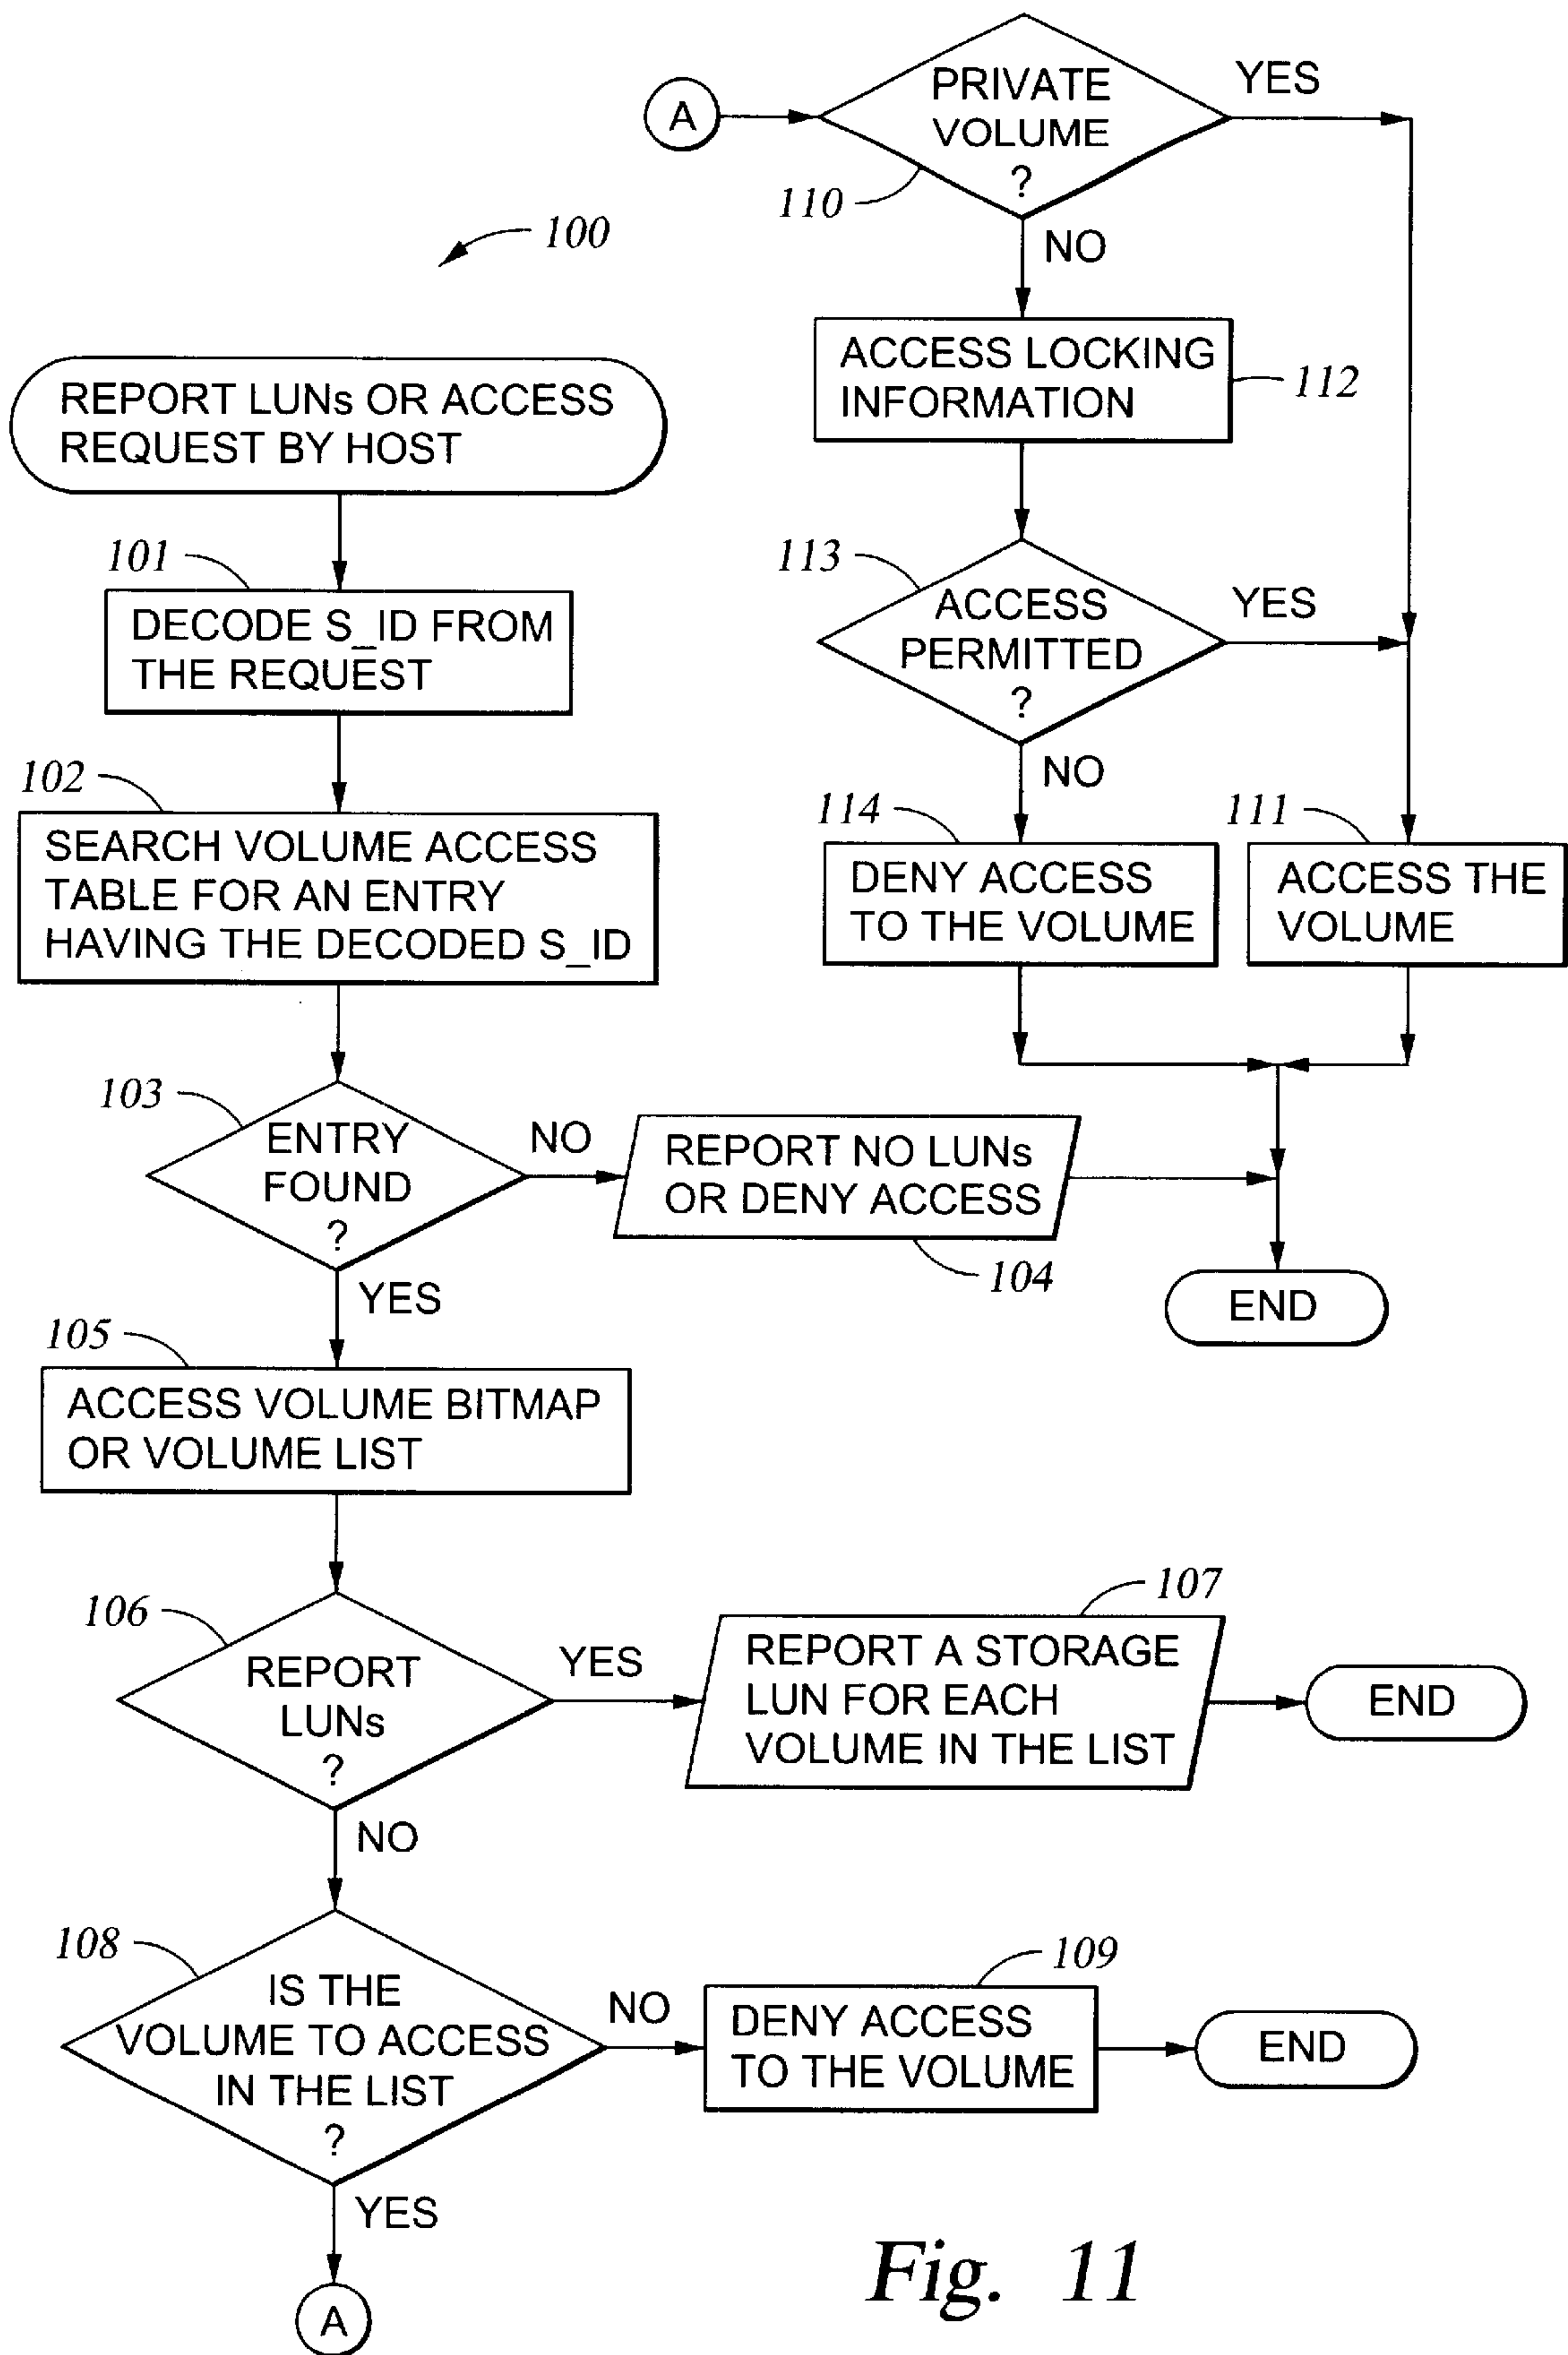 100
REPORT LUNs OR ACCESS
REQUEST BY HOST
101
DECODE S_ID FROM
THE REQUEST
102
SEARCH VOLUME ACCESS
TABLE FOR AN ENTRY
HAVING THE DECODED S_ID
103
ENTRY
FOUND
?
NO
REPORT NO LUNs
OR DENY ACCESS
104
YES
105
ACCESS VOLUME BITMAP
OR VOLUME LIST
106
REPORT
LUNs
?
YES
107
REPORT A STORAGE
LUN FOR EACH
VOLUME IN THE LIST
END
NO
108
IS THE
VOLUME TO ACCESS
IN THE LIST
?
NO
109
DENY ACCESS
TO THE VOLUME
END
YES
A
A
PRIVATE
VOLUME
?
110
YES
NO
ACCESS LOCKING
INFORMATION
112
113
ACCESS
PERMITTED
?
YES
NO
114
DENY ACCESS
TO THE VOLUME
111
ACCESS THE
VOLUME
END
Fig. 11